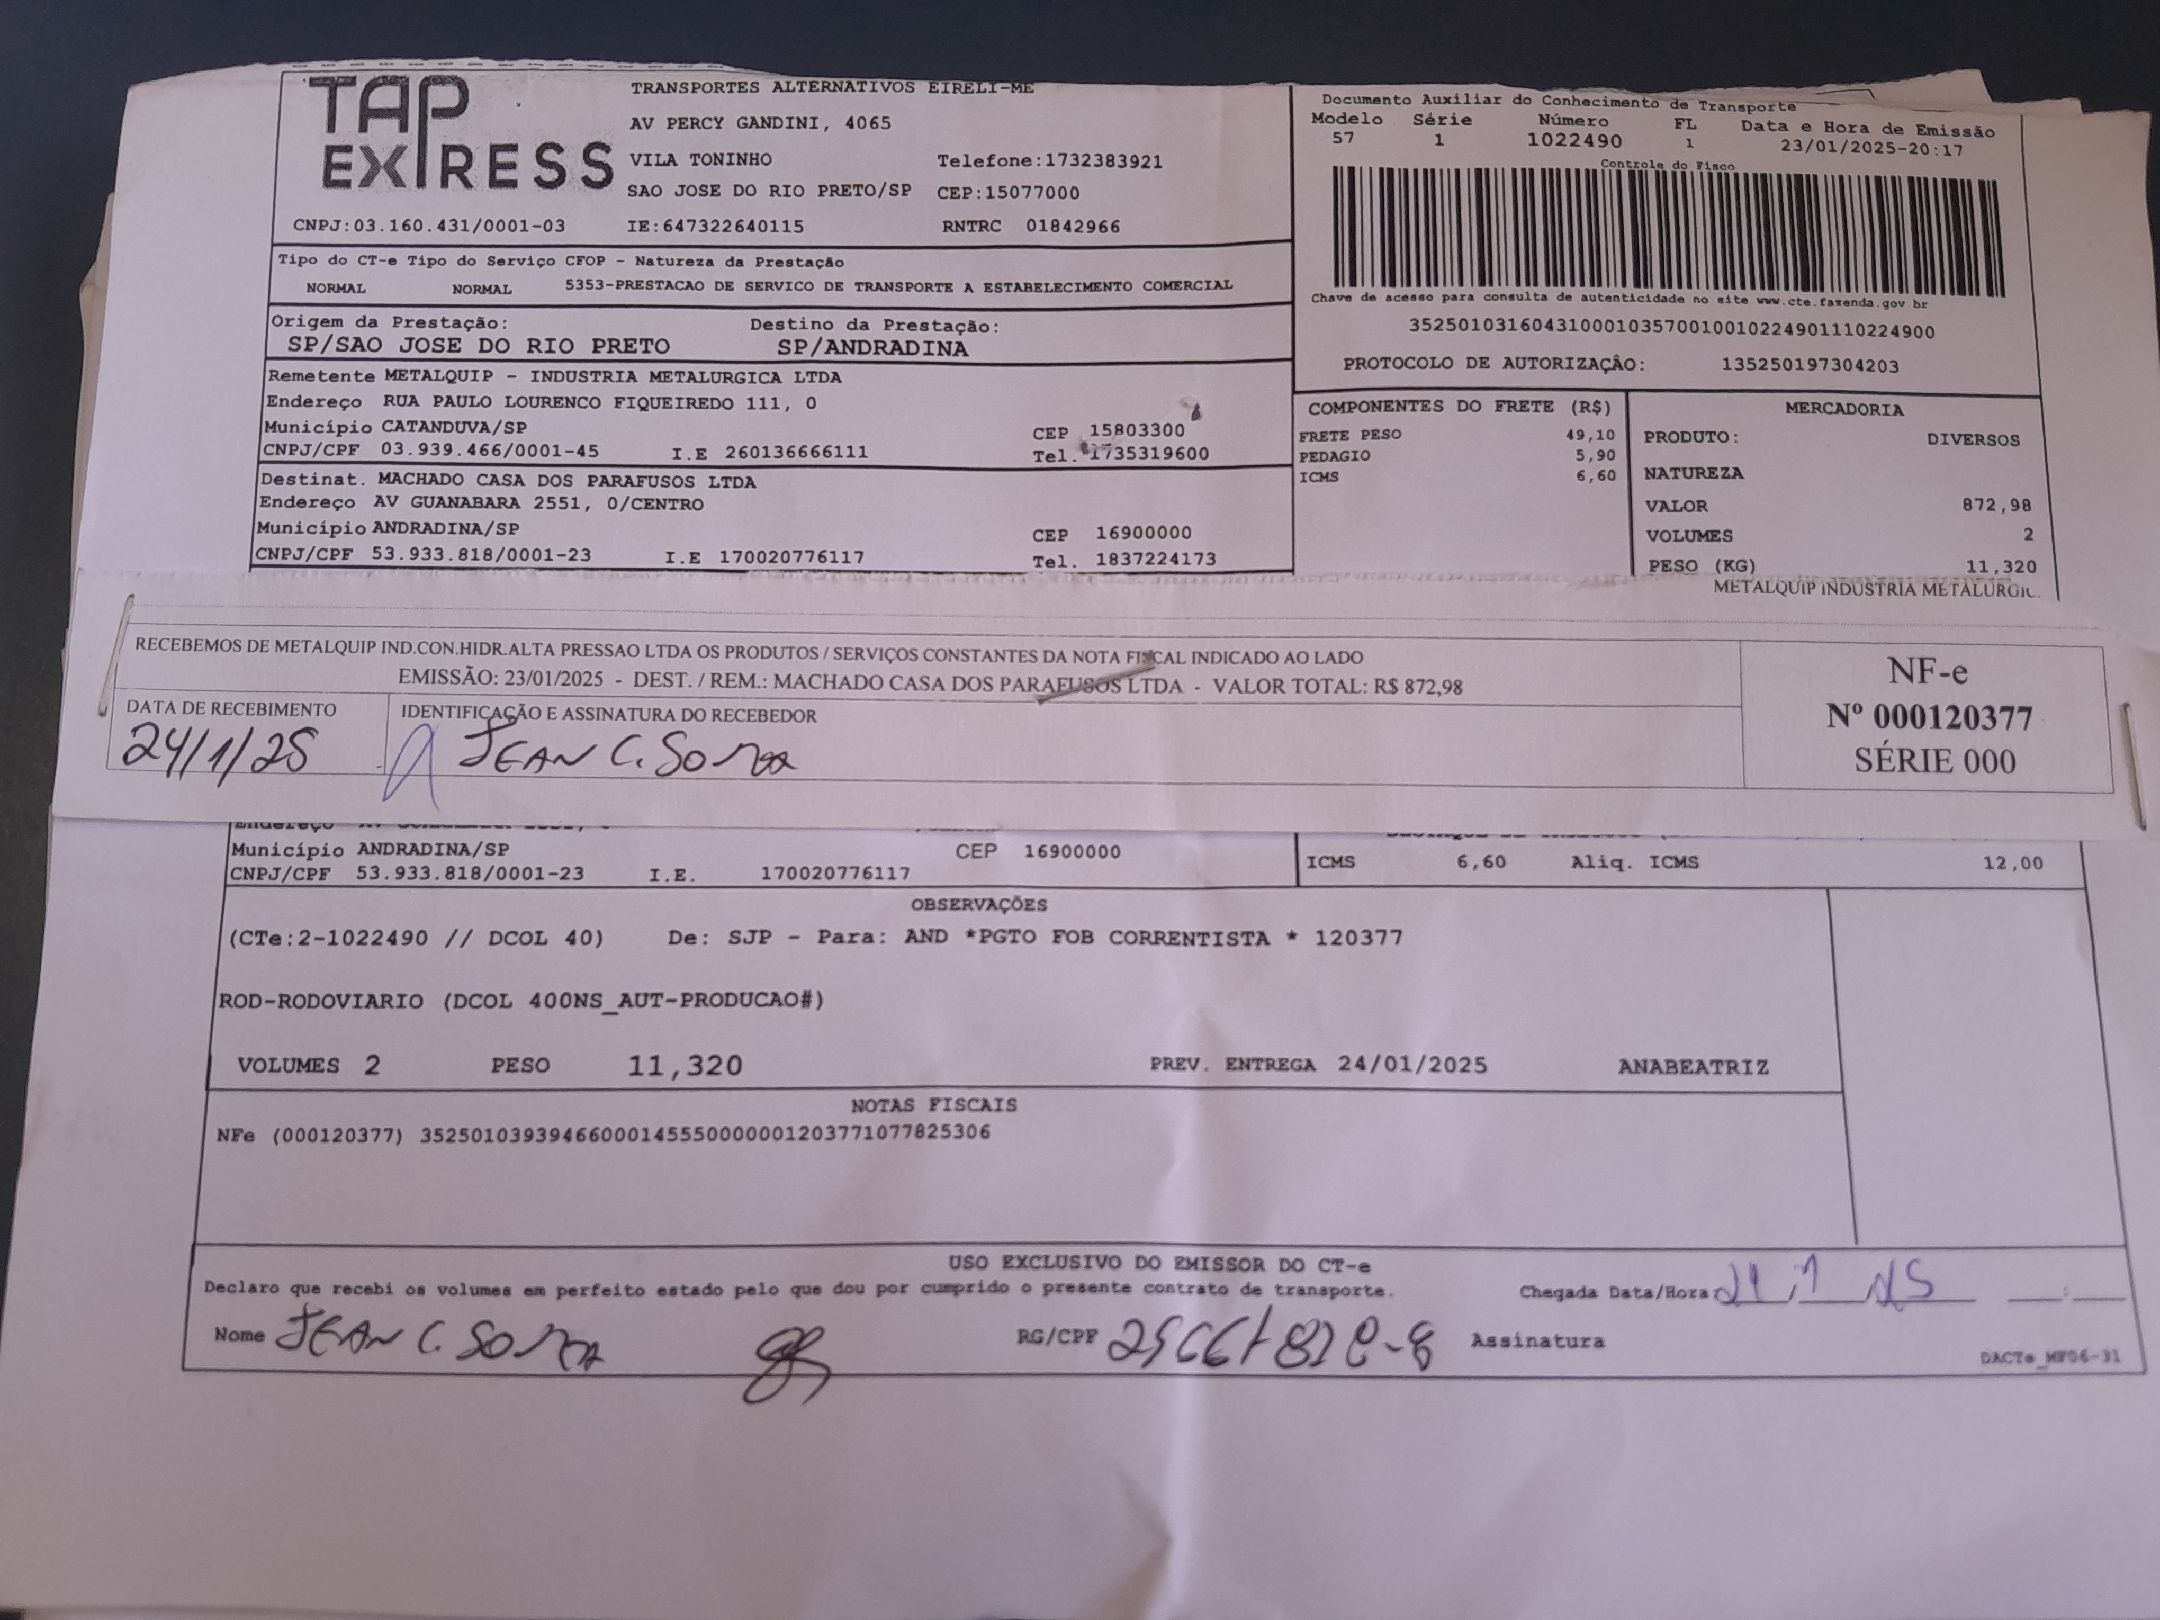 TAP EXPRESS
TRANSPORTES ALTERNATIVOS EIRELI-ME
AV PERCY GANDINI, 4065
VILA TONINHO Telefone:1732383921
SAO JOSE DO RIO PRETO/SP CEP:15077000
CNPJ:03.160.431/0001-03 IE:647322640115 RNTRC 01842966
Documento Auxiliar do Conhecimento de Transporte
Modelo Série Número FL Data e Hora de Emissão
57 1 1022490 1 23/01/2025-20:17
Controle do Fisco
Chave de acesso para consulta de autenticidade no site www.cte.fazenda.gov.br
35250103160431000103570010010224901110224900
PROTOCOLO DE AUTORIZAÇÂO: 135250197304203
Tipo do CT-e Tipo do Serviço CFOP - Natureza da Prestação
NORMAL NORMAL 5353-PRESTACAO DE SERVICO DE TRANSPORTE A ESTABELECIMENTO COMERCIAL
Origem da Prestação: Destino da Prestação:
SP/SAO JOSE DO RIO PRETO SP/ANDRADINA
Remetente METALQUIP - INDUSTRIA METALURGICA LTDA
Endereço RUA PAULO LOURENCO FIQUEIREDO 111, 0
Município CATANDUVA/SP CEP 15803300
CNPJ/CPF 03.939.466/0001-45 I.E 260136666111 Tel. 1735319600
Destinat. MACHADO CASA DOS PARAFUSOS LTDA
Endereço AV GUANABARA 2551, 0/CENTRO
Município ANDRADINA/SP CEP 16900000
CNPJ/CPF 53.933.818/0001-23 I.E 170020776117 Tel. 1837224173
COMPONENTES DO FRETE (R$)
FRETE PESO 49,10
PEDAGIO 5,90
ICMS 6,60
MERCADORIA
PRODUTO: DIVERSOS
NATUREZA
VALOR 872,98
VOLUMES 2
PESO (KG) 11,320
METALQUIP INDUSTRIA METALURGIC
RECEBEMOS DE METALQUIP IND.CON.HIDR.ALTA PRESSAO LTDA OS PRODUTOS / SERVIÇOS CONSTANTES DA NOTA FISCAL INDICADO AO LADO
EMISSÃO: 23/01/2025 - DEST. / REM.: MACHADO CASA DOS PARAFUSOS LTDA - VALOR TOTAL: R$ 872,98
DATA DE RECEBIMENTO IDENTIFICAÇÃO E ASSINATURA DO RECEBEDOR
24/1/25 JEAN C. SOUZA
NF-e
Nº 000120377
SÉRIE 000
Endereço
Município ANDRADINA/SP CEP 16900000
CNPJ/CPF 53.933.818/0001-23 I.E. 170020776117
ICMS 6,60 Aliq. ICMS 12,00
OBSERVAÇÕES
(CTe:2-1022490 // DCOL 40) De: SJP - Para: AND *PGTO FOB CORRENTISTA * 120377
ROD-RODOVIARIO (DCOL 400NS_AUT-PRODUCAO#)
VOLUMES 2 PESO 11,320 PREV. ENTREGA 24/01/2025 ANABEATRIZ
NOTAS FISCAIS
NFe (000120377) 35250103939466000145550000001203771077825306
USO EXCLUSIVO DO EMISSOR DO CT-e
Declaro que recebi os volumes em perfeito estado pelo que dou por cumprido o presente contrato de transporte. Chegada Data/Hora
Nome JEAN C. SOUZA RG/CPF Assinatura
DACTe_MF06-31